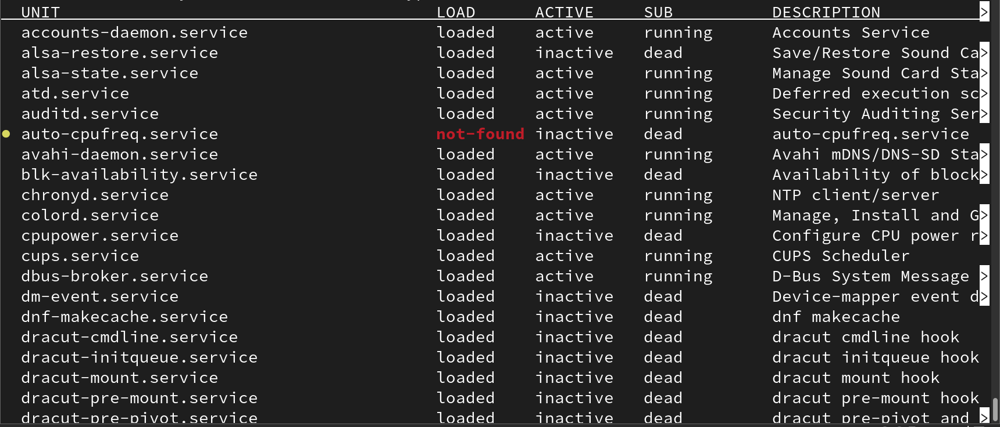 UNIT LOAD ACTIVE SUB DESCRIPTION >
accounts-daemon.service loaded active running Accounts Service
alsa-restore.service loaded inactive dead Save/Restore Sound Ca>
alsa-state.service loaded active running Manage Sound Card Sta>
atd.service loaded active running Deferred execution sc>
auditd.service loaded active running Security Auditing Ser>
● auto-cpufreq.service not-found inactive dead auto-cpufreq.service
avahi-daemon.service loaded active running Avahi mDNS/DNS-SD Sta>
blk-availability.service loaded inactive dead Availability of block>
chronyd.service loaded active running NTP client/server
colord.service loaded active running Manage, Install and G>
cpupower.service loaded inactive dead Configure CPU power r>
cups.service loaded active running CUPS Scheduler
dbus-broker.service loaded active running D-Bus System Message >
dm-event.service loaded inactive dead Device-mapper event d>
dnf-makecache.service loaded inactive dead dnf makecache
dracut-cmdline.service loaded inactive dead dracut cmdline hook
dracut-initqueue.service loaded inactive dead dracut initqueue hook
dracut-mount.service loaded inactive dead dracut mount hook
dracut-pre-mount.service loaded inactive dead dracut pre-mount hook
dracut-pre-pivot.service loaded inactive dead dracut pre-pivot and >